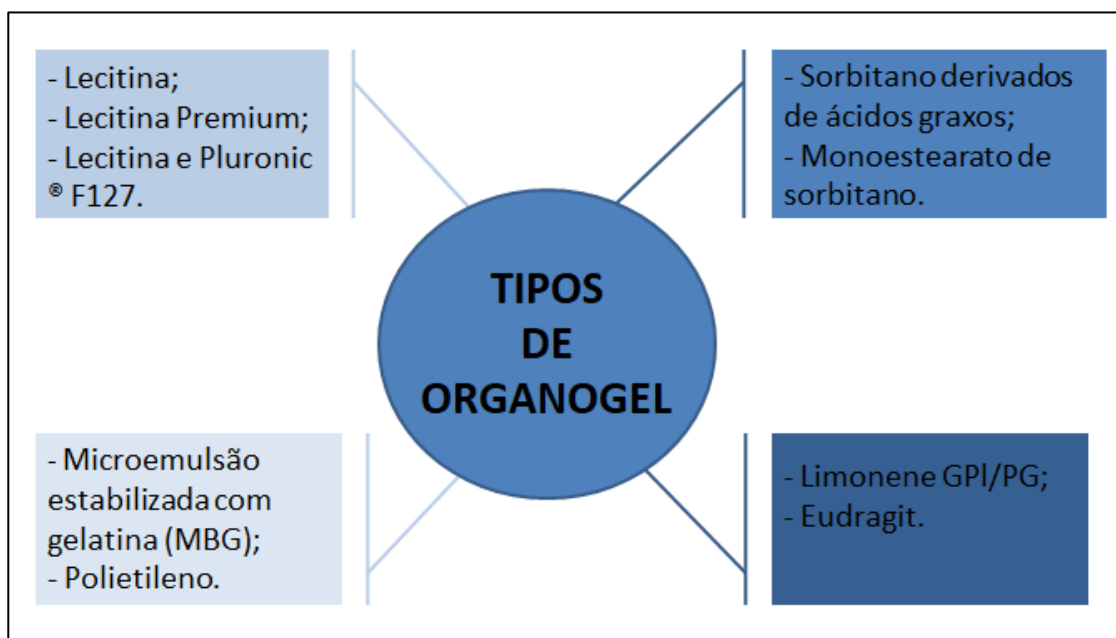 - Lecitina;
- Lecitina Premium;
- Lecitina e Pluronic
® F127.
- Sorbitano derivados
de ácidos graxos;
- Monoestearato de
sorbitano.
TIPOS
DE
ORGANOGEL
- Microemulsão
estabilizada com
gelatina (MBG);
- Polietileno.
- Limonene GPl/PG;
- Eudragit.